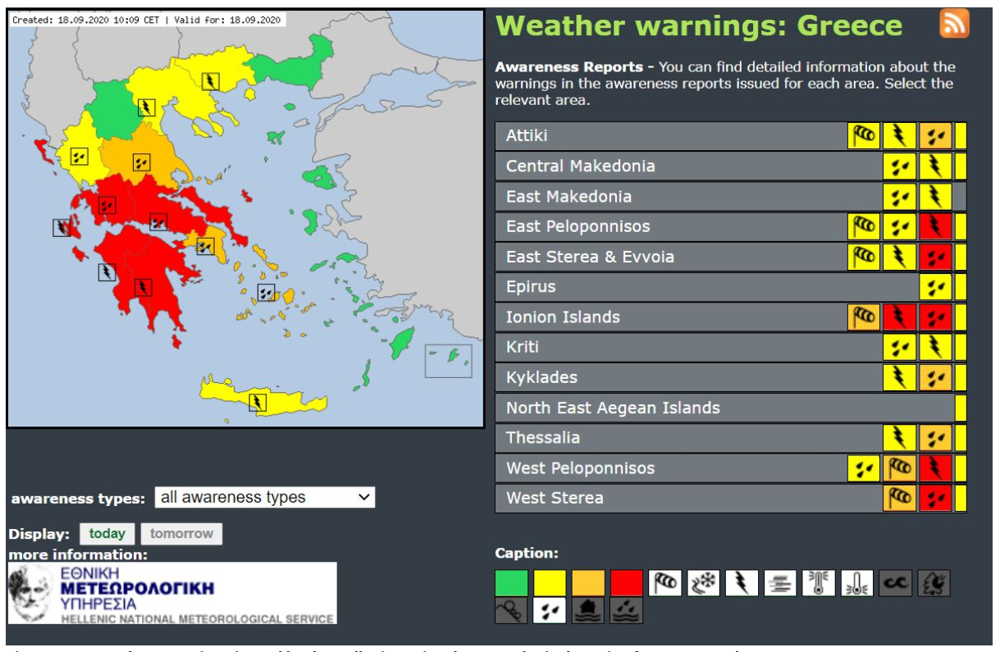 Created: 18.09.2020 10:09 CET | Valid for: 18.09.2020
Weather warnings: Greece
Awareness Reports - You can find detailed information about the
warnings in the awareness reports issued for each area. Select the
relevant area.
Attiki
Central Makedonia
East Makedonia
East Peloponnisos
East Sterea & Evvoia
Epirus
Ionion Islands
Kriti
Kyklades
North East Aegean Islands
Thessalia
West Peloponnisos
West Sterea
awareness types: all awareness types
Display: today tomorrow
more information:
ΕΘΝΙΚΗ
ΜΕΤΕΩΡΟΛΟΓΙΚΗ
ΥΠΗΡΕΣΙΑ
HELLENIC NATIONAL METEOROLOGICAL SERVICE
Caption: